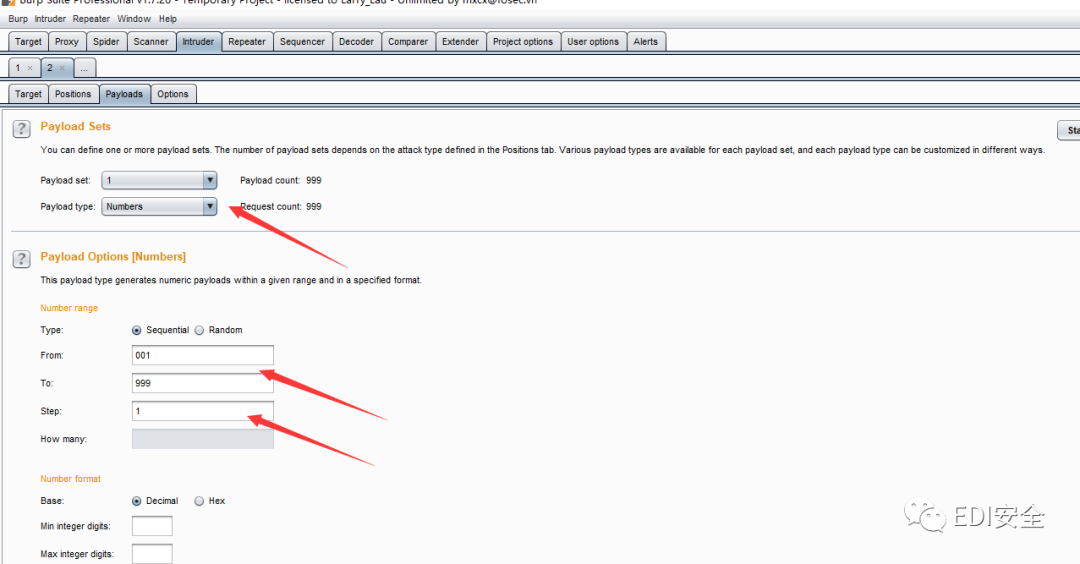 Burp Suite Professional v1.7.26 - Temporary Project - licensed to Larry_Lau - Unlimited by mxcx@fosec.vn
Burp Intruder Repeater Window Help
Target Proxy Spider Scanner Intruder Repeater Sequencer Decoder Comparer Extender Project options User options Alerts
1 × 2 × ...
Target Positions Payloads Options
? Payload Sets
Sta
You can define one or more payload sets. The number of payload sets depends on the attack type defined in the Positions tab. Various payload types are available for each payload set, and each payload type can be customized in different ways.
Payload set: 1 Payload count: 999
Payload type: Numbers Request count: 999
? Payload Options [Numbers]
This payload type generates numeric payloads within a given range and in a specified format.
Number range
Type: Sequential Random
From: 001
To: 999
Step: 1
How many:
Number format
Base: Decimal Hex
Min integer digits:
Max integer digits:
EDI安全